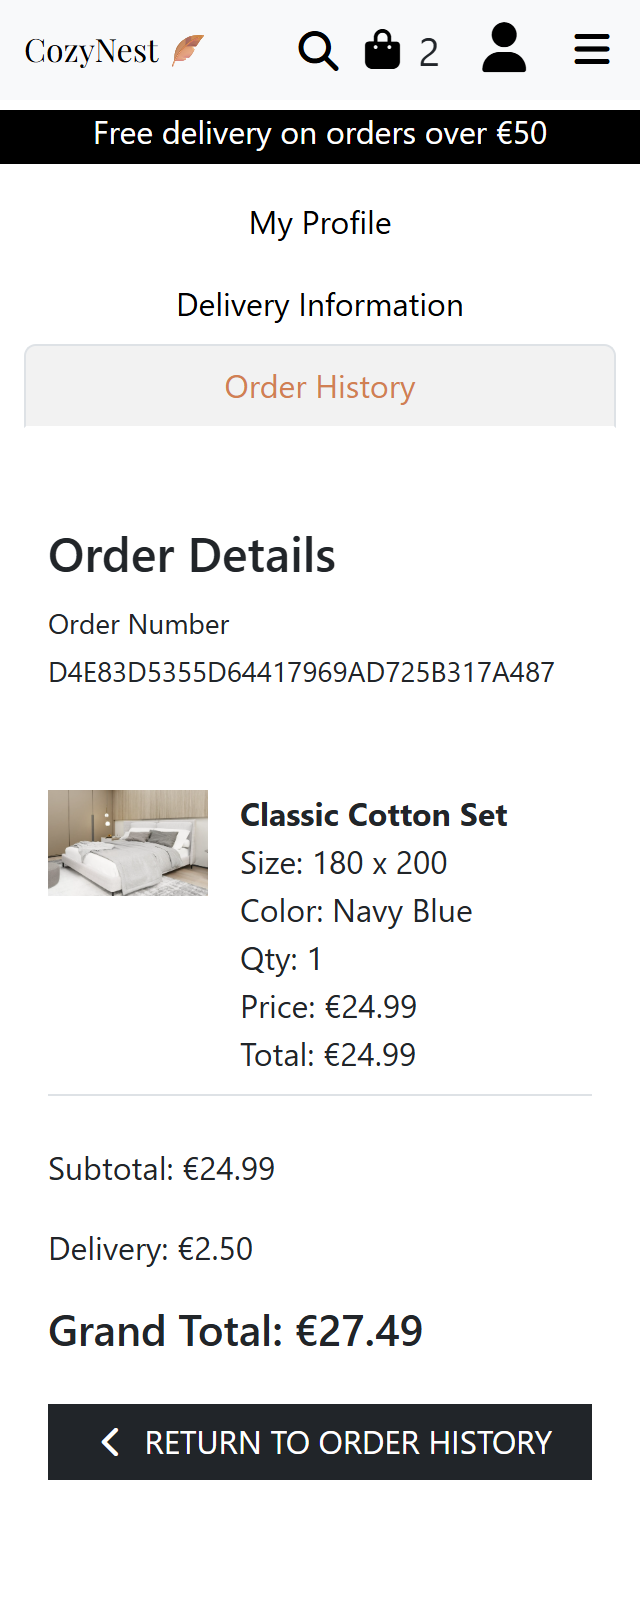 CozyNest
2
Free delivery on orders over €50
My Profile
Delivery Information
Order History
Order Details
Order Number
D4E83D5355D64417969AD725B317A487
Classic Cotton Set
Size: 180 x 200
Color: Navy Blue
Qty: 1
Price: €24.99
Total: €24.99
Subtotal: €24.99
Delivery: €2.50
Grand Total: €27.49
RETURN TO ORDER HISTORY